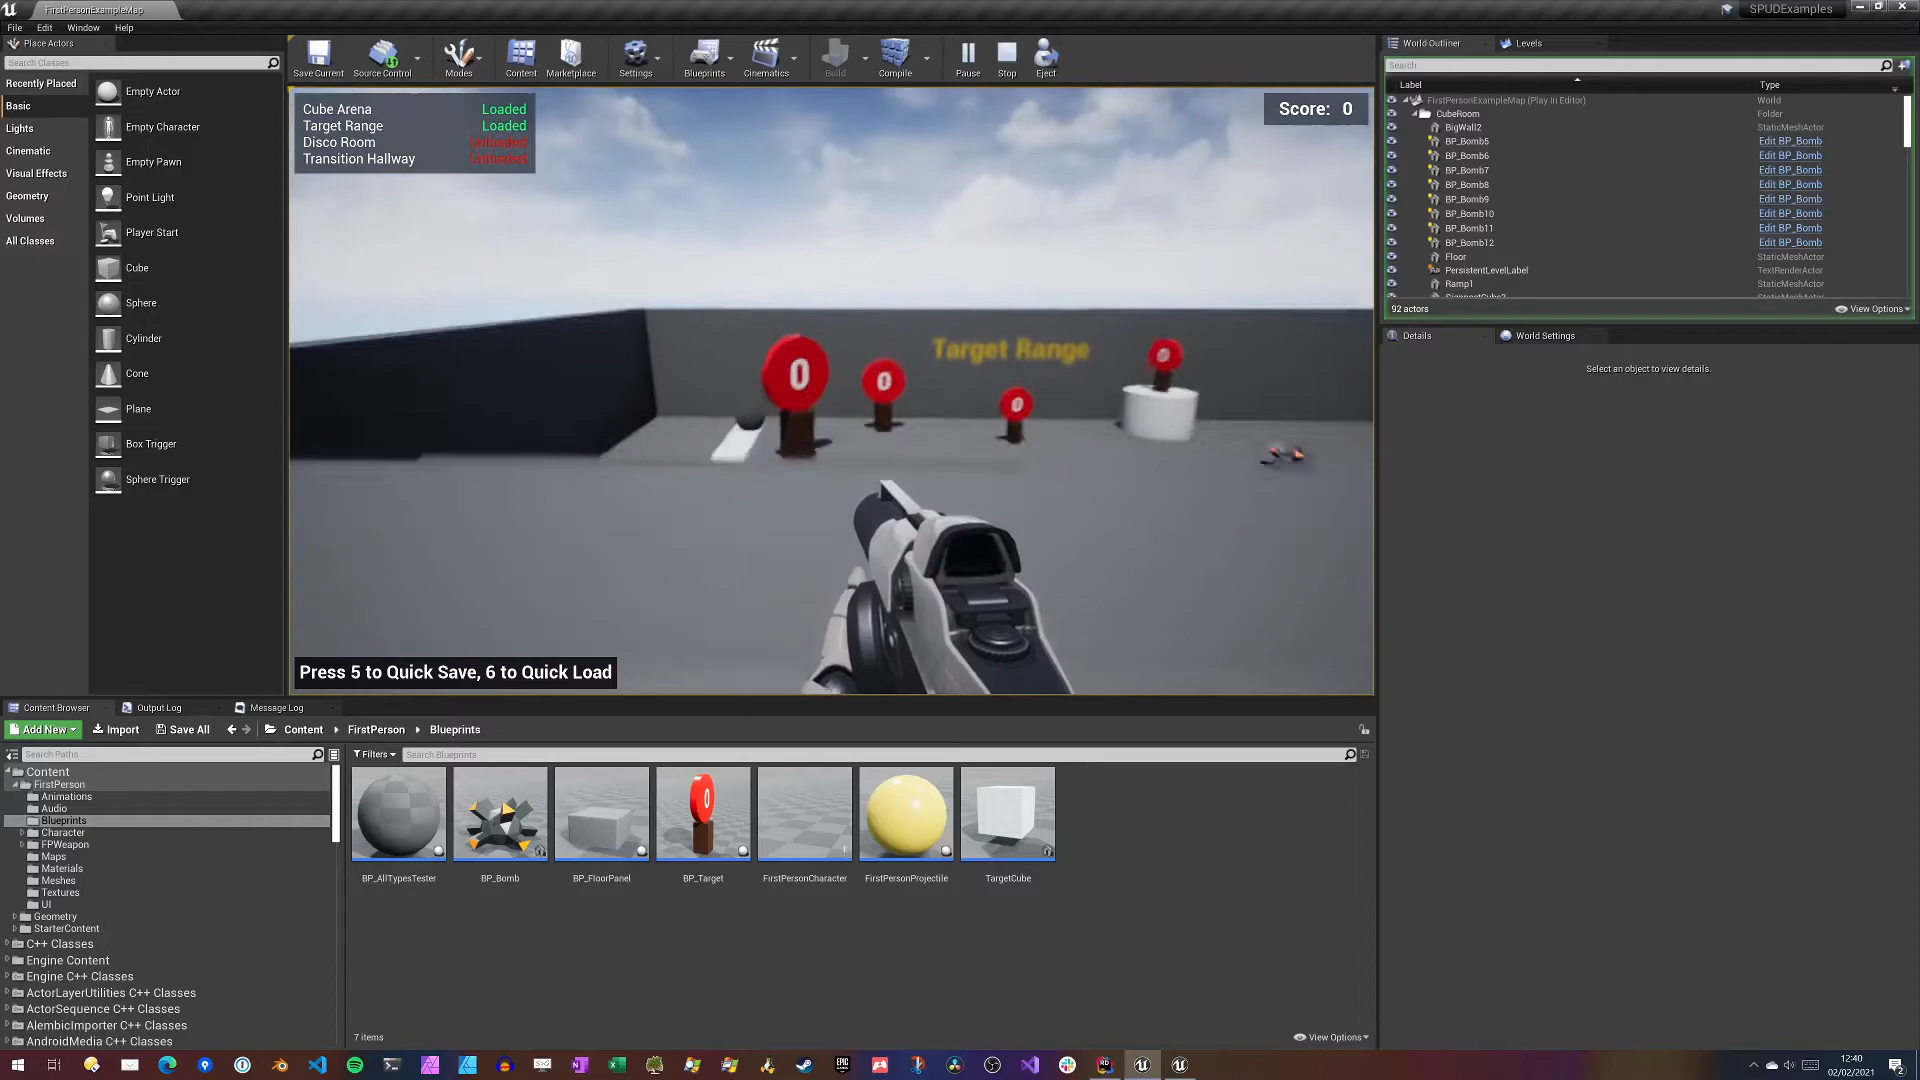 FirstPersonExampleMap
SPUDExamples
File Edit Window Help
Place Actors
Search Classes
Recently Placed
Basic
Lights
Cinematic
Visual Effects
Geometry
Volumes
All Classes
Empty Actor
Empty Character
Empty Pawn
Point Light
Player Start
Cube
Sphere
Cylinder
Cone
Plane
Box Trigger
Sphere Trigger
Save Current Source Control Modes Content Marketplace Settings Blueprints Cinematics Build Compile Pause Stop Eject
Cube Arena Loaded
Target Range Loaded
Disco Room Unloaded
Transition Hallway Unloaded
Score: 0
Target Range
0
0
0
0
Press 5 to Quick Save, 6 to Quick Load
World Outliner Levels
Search...
Label Type
FirstPersonExampleMap (Play In Editor) World
CubeRoom Folder
BigWall2 StaticMeshActor
BP_Bomb5 Edit BP_Bomb
BP_Bomb6 Edit BP_Bomb
BP_Bomb7 Edit BP_Bomb
BP_Bomb8 Edit BP_Bomb
BP_Bomb9 Edit BP_Bomb
BP_Bomb10 Edit BP_Bomb
BP_Bomb11 Edit BP_Bomb
BP_Bomb12 Edit BP_Bomb
Floor StaticMeshActor
PersistentLevelLabel TextRenderActor
Ramp1 StaticMeshActor
92 actors View Options
Details World Settings
Select an object to view details.
Content Browser Output Log Message Log
Add New Import Save All Content FirstPerson Blueprints
Search Paths
Filters Search Blueprints
Content
FirstPerson
Animations
Audio
Blueprints
Character
FPWeapon
Maps
Materials
Meshes
Textures
UI
Geometry
StarterContent
C++ Classes
Engine Content
Engine C++ Classes
ActorLayerUtilities C++ Classes
ActorSequence C++ Classes
AlembicImporter C++ Classes
AndroidMedia C++ Classes
0
BP_AllTypesTester BP_Bomb BP_FloorPanel BP_Target FirstPersonCharacter FirstPersonProjectile TargetCube
7 items View Options
12:40
02/02/2021